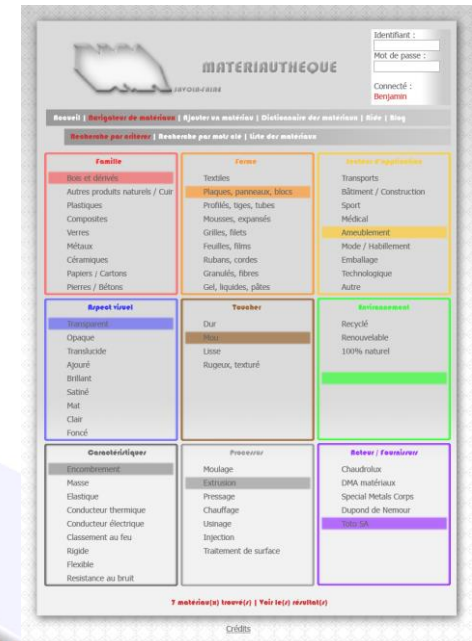 Identifiant :
Mot de passe :
MATERIAUTHEQUE
SAVOIR-FAIRE
Connecté :
Benjamin
Accueil | Navigateur de matériaux | Ajouter un matériau | Dictionnaire des matériaux | Aide | Blog
Recherche par critères | Recherche par mots cle | Liste des matériaux
Famille
Bois et dérivés
Autres produits naturels / Cuir
Plastiques
Composites
Verres
Métaux
Céramiques
Papiers / Cartons
Pierres / Bétons
Forme
Textiles
Plaques, panneaux, blocs
Profilés, tiges, tubes
Mousses, expansés
Grilles, filets
Feuilles, films
Rubans, cordes
Granulés, fibres
Gel, liquides, pâtes
Secteur d'application
Transports
Bâtiment / Construction
Sport
Médical
Ameublement
Mode / Habillement
Emballage
Technologique
Autre
Aspect visuel
Transparent
Opaque
Translucide
Ajouré
Brillant
Satiné
Mat
Clair
Foncé
Toucher
Dur
Mou
Lisse
Rugeux, texturé
Environnement
Recyclé
Renouvelable
100% naturel
Caractéristiques
Encombrement
Masse
Elastique
Conducteur thermique
Conducteur électrique
Classement au feu
Rigide
Flexible
Resistance au bruit
Processus
Moulage
Extrusion
Pressage
Chauffage
Usinage
Injection
Traitement de surface
Acteur / Fournisseurs
Chaudrolux
DMA matériaux
Special Metals Corps
Dupond de Nemour
Toto SA
7 matériau(x) trouvé(s) | Voir le(s) résultat(s)
Crédits